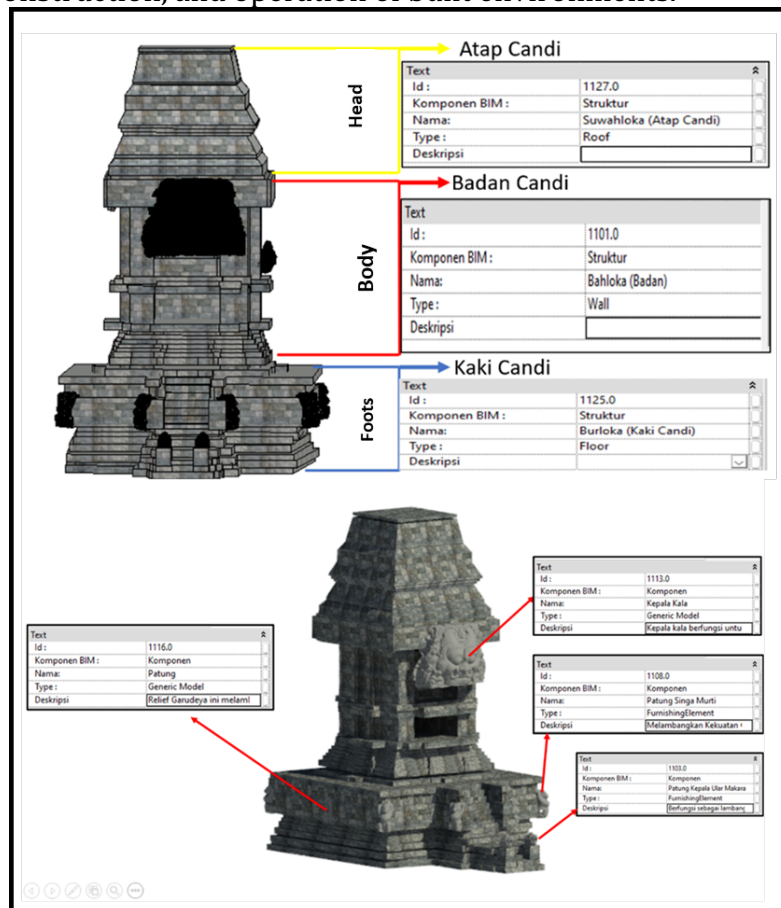 onstruction, and operation of built environments.
Atap Candi
Head
Text
Id : 1127.0
Komponen BIM : Struktur
Nama: Suwahloka (Atap Candi)
Type : Roof
Deskripsi
Badan Candi
Body
Text
Id : 1101.0
Komponen BIM : Struktur
Nama: Bahloka (Badan)
Type : Wall
Deskripsi
Kaki Candi
Foots
Text
Id : 1125.0
Komponen BIM : Struktur
Nama: Burloka (Kaki Candi)
Type : Floor
Deskripsi
Text
Id : 1113.0
Komponen BIM : Komponen
Nama: Kepala Kala
Type : Generic Model
Deskripsi Kepala kala berfungsi untu
Text
Id : 1116.0
Komponen BIM : Komponen
Nama: Patung
Type : Generic Model
Deskripsi Relief Garudeya ini melaml
Text
Id : 1108.0
Komponen BIM : Komponen
Nama: Patung Singa Murti
Type : FurnishingElement
Deskripsi Melambangkan Kekuatan
Text
Id : 1103.0
Komponen BIM : Komponen
Nama: Patung Kepala Ular Makara
Type : FurnishingElement
Deskripsi Berfungsi sebagai lambang